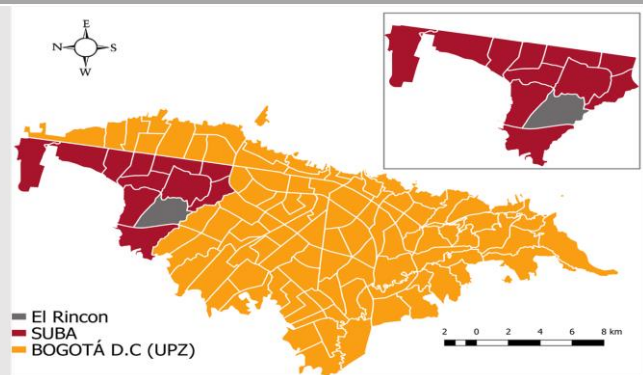 E
N S
W
El Rincon
SUBA
BOGOTÁ D.C (UPZ)
2 0 2 4 6 8 km